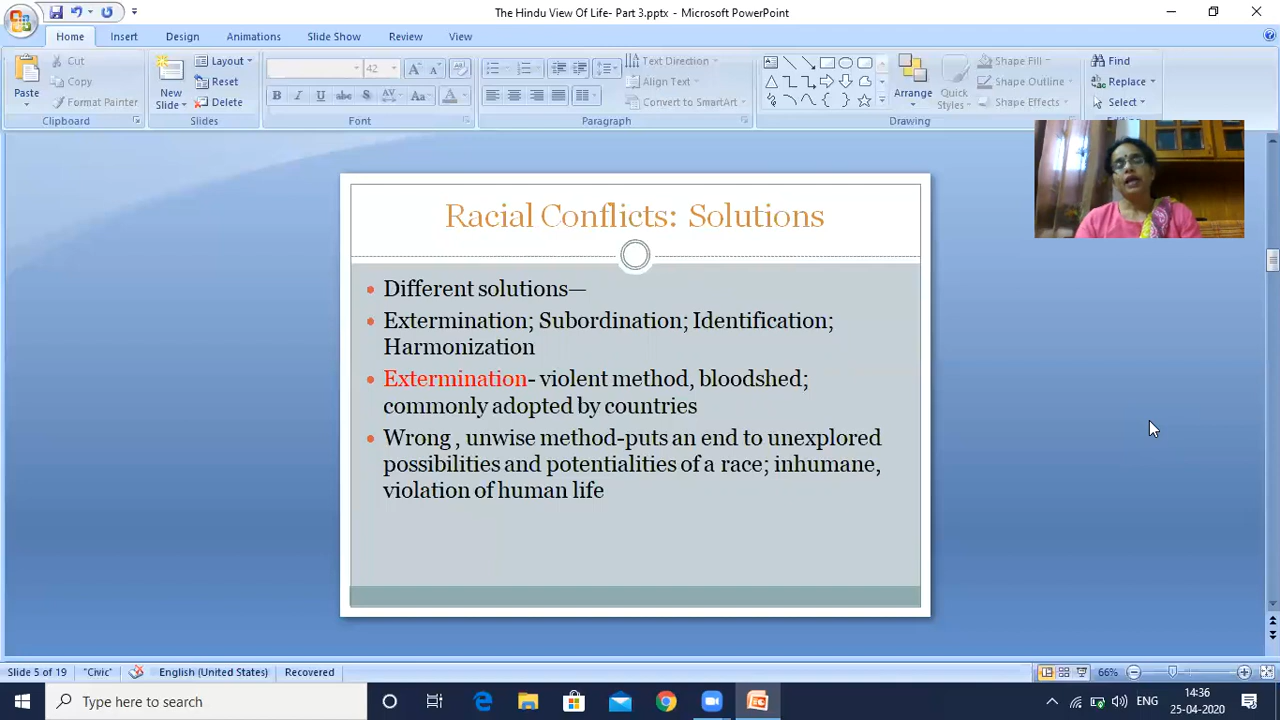 The Hindu View Of Life- Part 3.pptx - Microsoft PowerPoint
Home Insert Design Animations Slide Show Review View
Cut
Copy
Format Painter
Paste
Clipboard
New
Slide
Layout
Reset
Delete
Slides
42
B I U abc S AV Aa A
Font
Text Direction
Align Text
Convert to SmartArt
Paragraph
Arrange
Quick
Styles
Shape Fill
Shape Outline
Shape Effects
Drawing
Find
Replace
Select
Racial Conflicts: Solutions
Different solutions—
Extermination; Subordination; Identification;
Harmonization
Extermination- violent method, bloodshed;
commonly adopted by countries
Wrong , unwise method-puts an end to unexplored
possibilities and potentialities of a race; inhumane,
violation of human life
Slide 5 of 19 "Civic" English (United States) Recovered 66%
Type here to search
ENG
14:36
25-04-2020